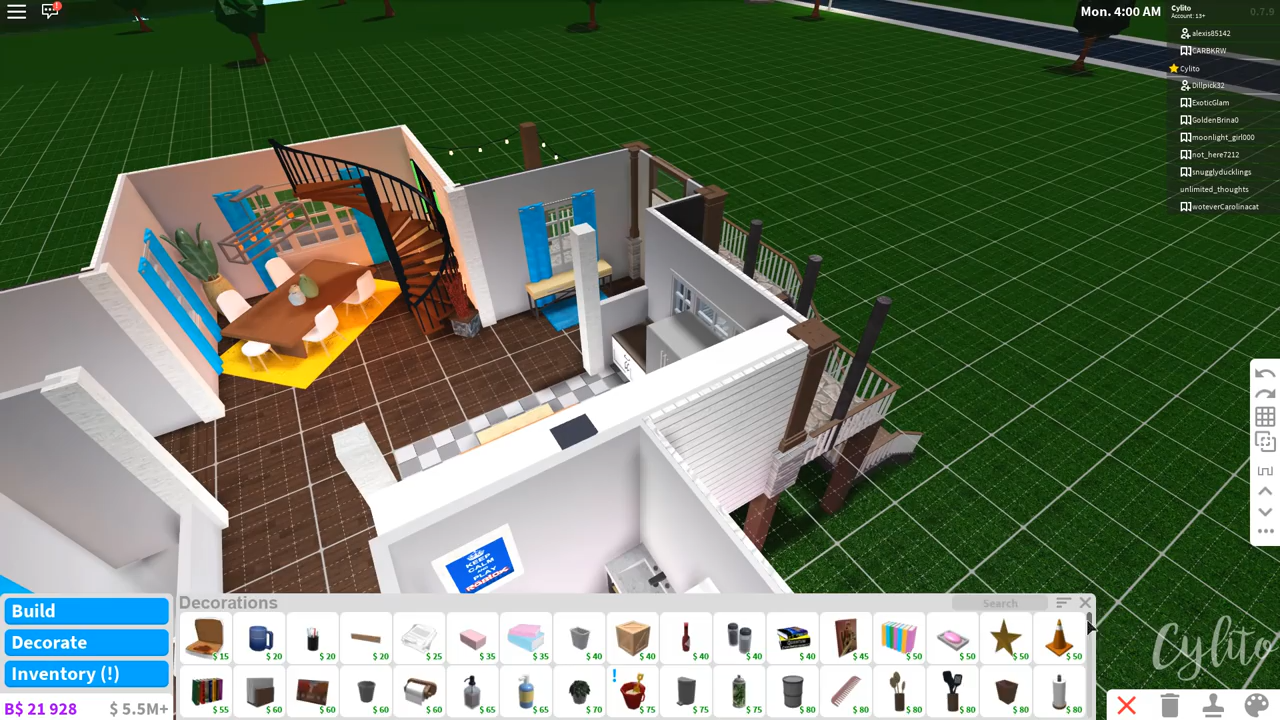 Mon. 4:00 AM
Cylito
Account: 13+
0.7.9
alexis85142
CARBKRW
Cylito
Dillpick32
ExoticGlam
GoldenBrina0
moonlight_girl000
not_here7212
snugglyducklings
unlimited_thoughts
woteverCarolinacat
KEEP
CALM
AND
PLAY
ROBLOX
Build
Decorate
Inventory (!)
B$ 21 928
$ 5.5M+
Decorations
Search
$ 15
$ 20
$ 20
$ 20
$ 25
$ 35
$ 35
$ 40
$ 40
$ 40
$ 40
$ 40
$ 45
$ 50
$ 50
$ 50
$ 50
$ 55
$ 60
$ 60
$ 60
$ 60
$ 65
$ 65
$ 70
!
$ 75
$ 75
$ 75
$ 80
$ 80
$ 80
$ 80
$ 80
$ 80
Cylito